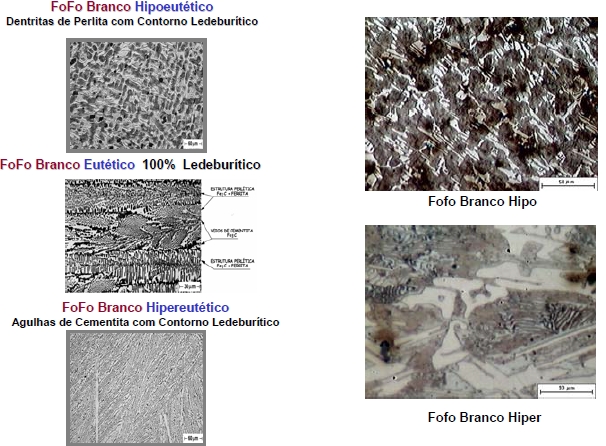 FoFo Branco Hipoeutético
Dentritas de Perlita com Contorno Ledeburítico
FoFo Branco Eutético 100% Ledeburítico
ESTRUTURA PERLÍTICA
Fe3C + FERRITA
VEIOS DE CEMENTITA
Fe3C
ESTRUTURA PERLÍTICA
Fe3C + FERRITA
FoFo Branco Hipereutético
Agulhas de Cementita com Contorno Ledeburítico
Fofo Branco Hipo
Fofo Branco Hiper